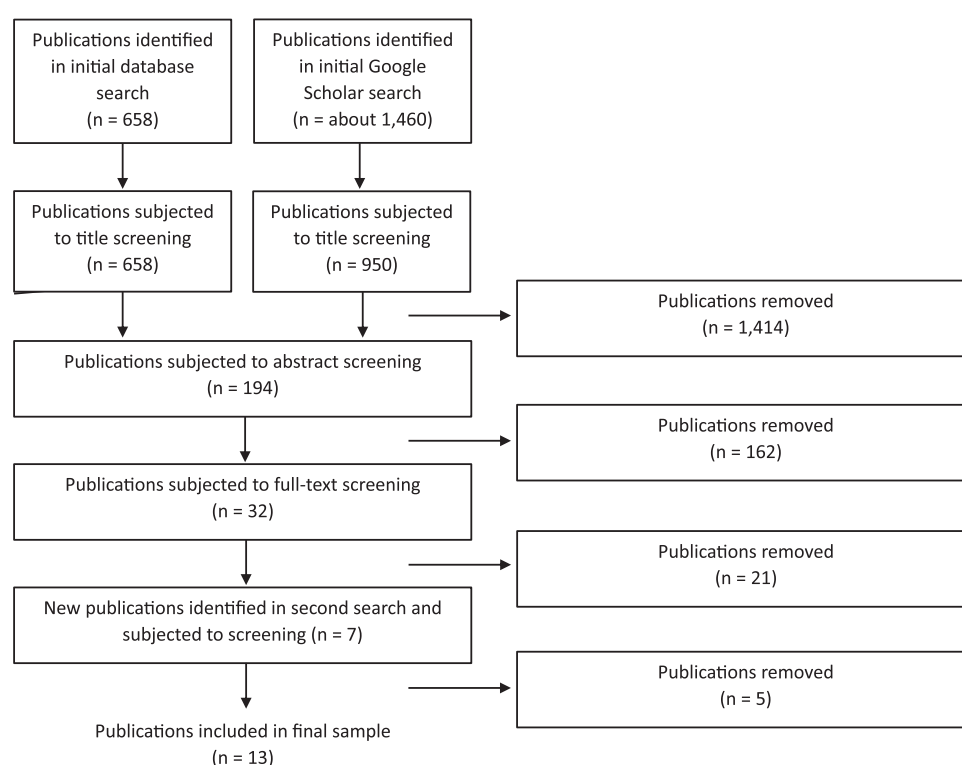 Publications identified
in initial database
search
(n = 658)
Publications identified
in initial Google
Scholar search
(n = about 1,460)
Publications subjected
to title screening
(n = 658)
Publications subjected
to title screening
(n = 950)
Publications removed
(n = 1,414)
Publications subjected to abstract screening
(n = 194)
Publications removed
(n = 162)
Publications subjected to full-text screening
(n = 32)
Publications removed
(n = 21)
New publications identified in second search and
subjected to screening (n = 7)
Publications removed
(n = 5)
Publications included in final sample
(n = 13)